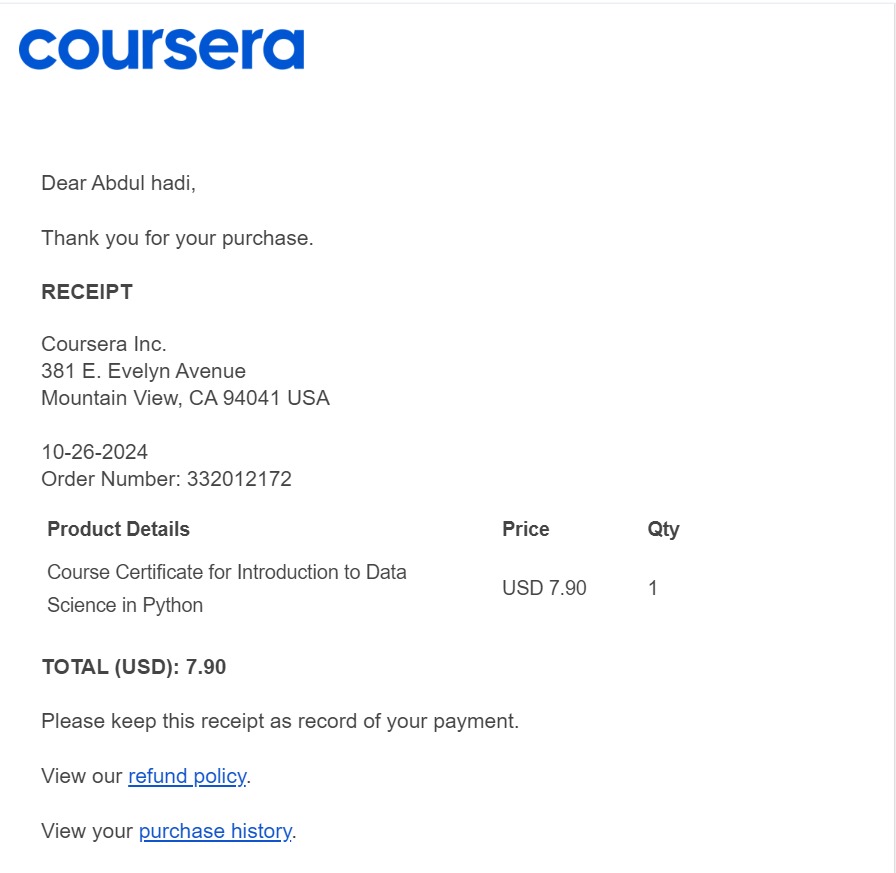 coursera
Dear Abdul hadi,
Thank you for your purchase.
RECEIPT
Coursera Inc.
381 E. Evelyn Avenue
Mountain View, CA 94041 USA
10-26-2024
Order Number: 332012172
Product Details Price Qty
Course Certificate for Introduction to Data
Science in Python
USD 7.90 1
TOTAL (USD): 7.90
Please keep this receipt as record of your payment.
View our refund policy.
View your purchase history.